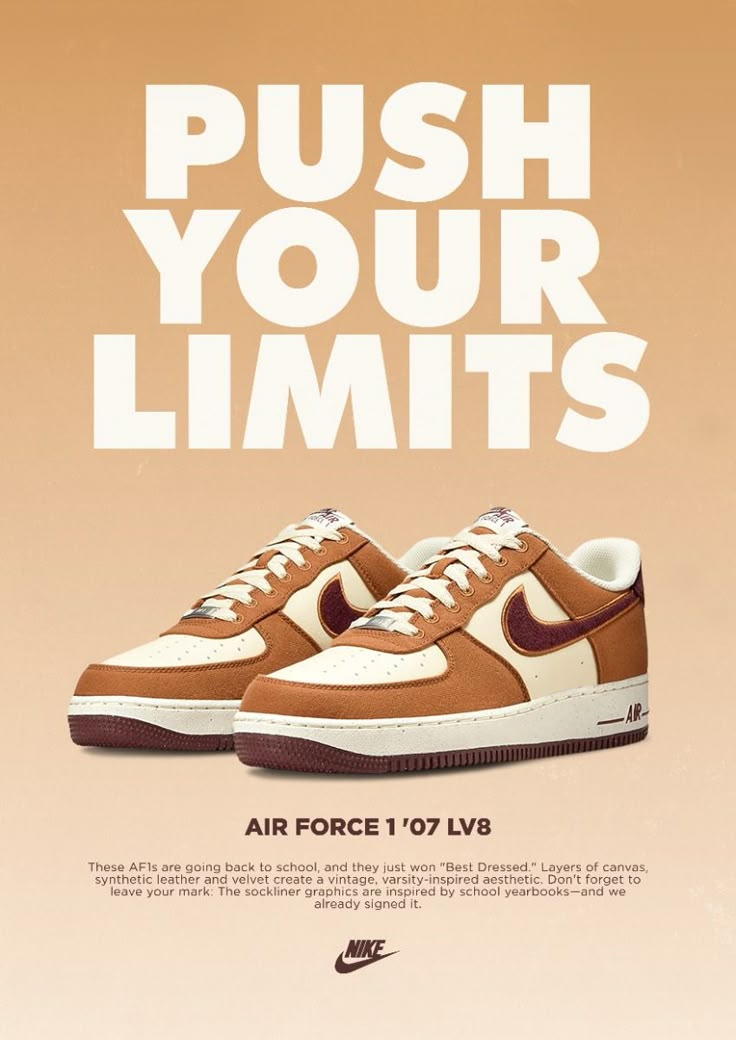 PUSH
YOUR
LIMITS
AIR
AIR FORCE 1 '07 LV8
These AF1s are going back to school, and they just won "Best Dressed." Layers of canvas,
synthetic leather and velvet create a vintage, varsity-inspired aesthetic. Don't forget to
leave your mark: The sockliner graphics are inspired by school yearbooks—and we
already signed it.
NIKE